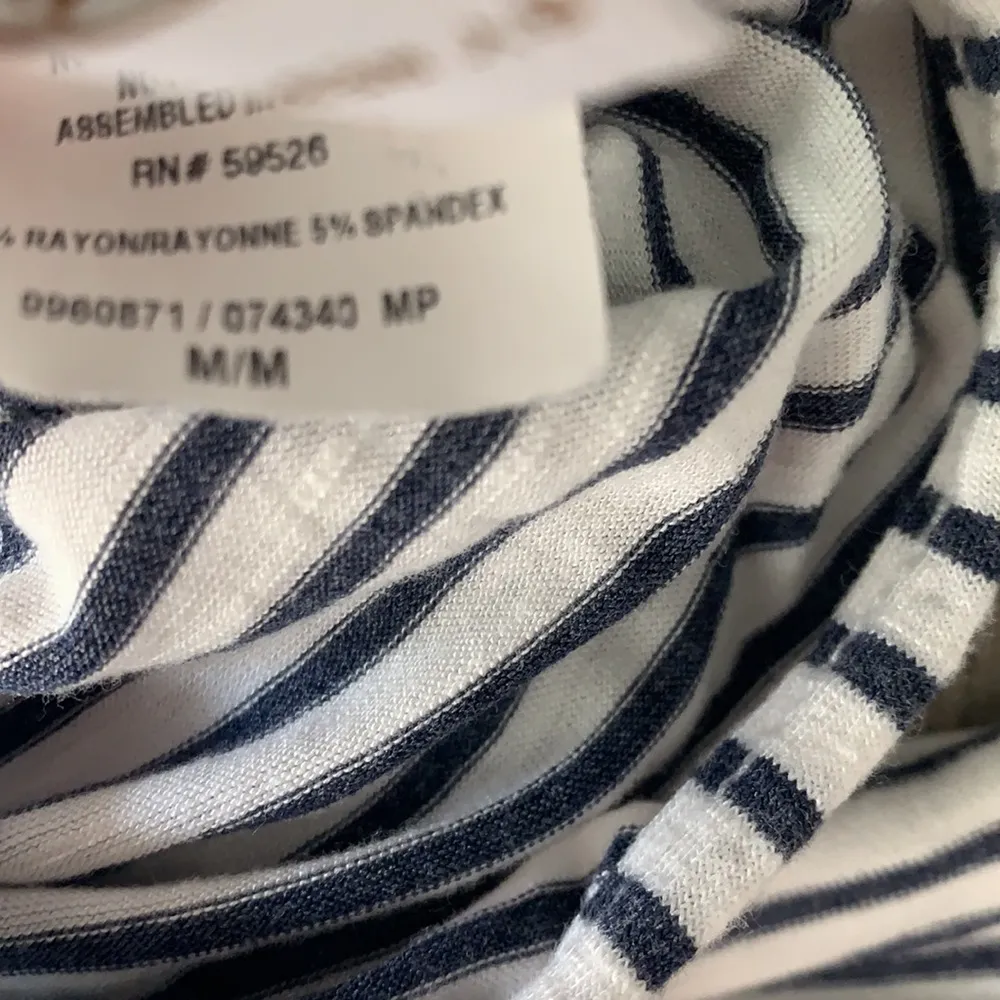 ASSEMBLED
RN# 59526
% RAYON/RAYONNE 5% SPANDEX
0960871 / 074340 MP
M/M